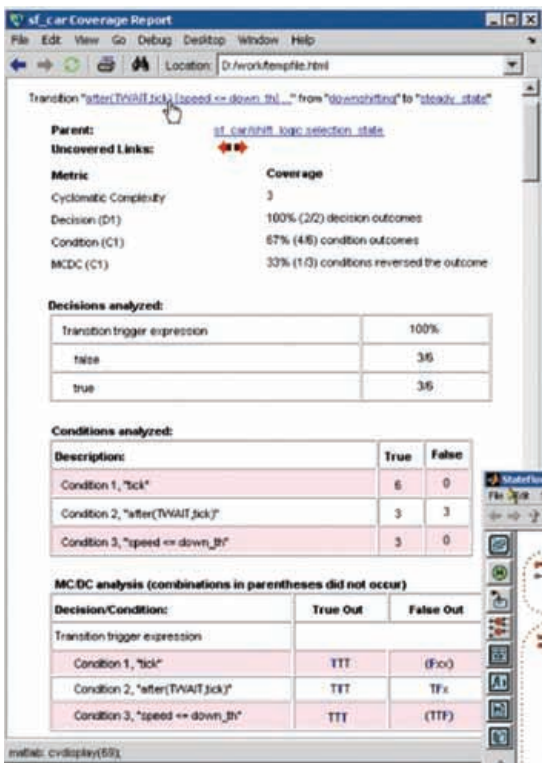 sf_car Coverage Report
File Edit View Go Debug Desktop Window Help
Location: D:/work/tempfile.html
Transition "after(TWAIT,tick) [speed <= down_th] ..." from "downshifting" to "steady_state"
Parent: sf_car/shift_logic.selection_state
Uncovered Links:
Metric Coverage
Cyclomatic Complexity 3
Decision (D1) 100% (2/2) decision outcomes
Condition (C1) 67% (4/6) condition outcomes
MCDC (C1) 33% (1/3) conditions reversed the outcome
Decisions analyzed:
Transition trigger expression 100%
false 3/6
true 3/6
Conditions analyzed:
Description: True False
Condition 1, "tick" 6 0
Condition 2, "after(TWAIT,tick)" 3 3
Condition 3, "speed <= down_th" 3 0
MC/DC analysis (combinations in parentheses did not occur)
Decision/Condition: True Out False Out
Transition trigger expression
Condition 1, "tick" TTT (Fxx)
Condition 2, "after(TWAIT,tick)" TTT TFx
Condition 3, "speed <= down_th" TTT (TTF)
matlab: cvdisplay(69);
File